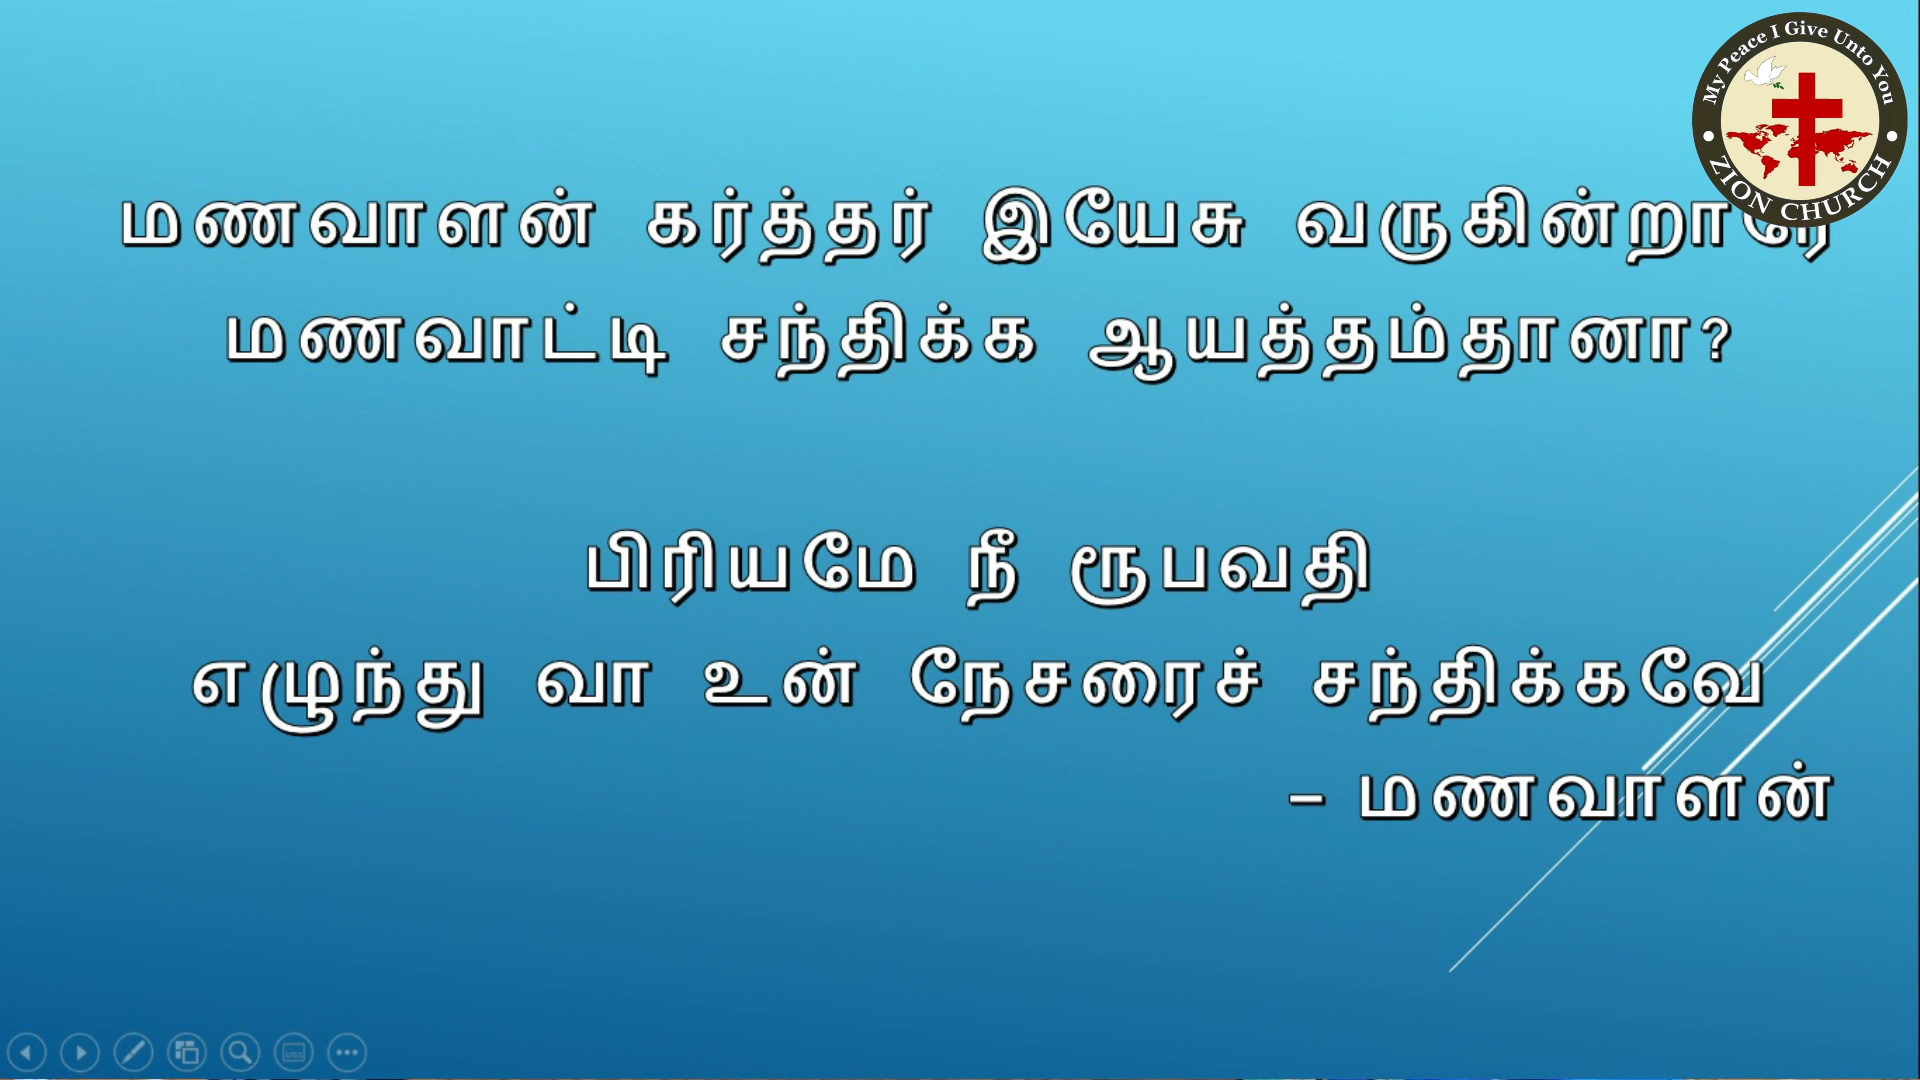 My Peace I Give Unto You
ZION CHURCH
மணவாளன் கர்த்தர் இயேசு வருகின்றாரே
மணவாட்டி சந்திக்க ஆயத்தம்தானா?
பிரியமே நீ ரூபவதி
எழுந்து வா உன் நேசரைச் சந்திக்கவே
– மணவாளன்